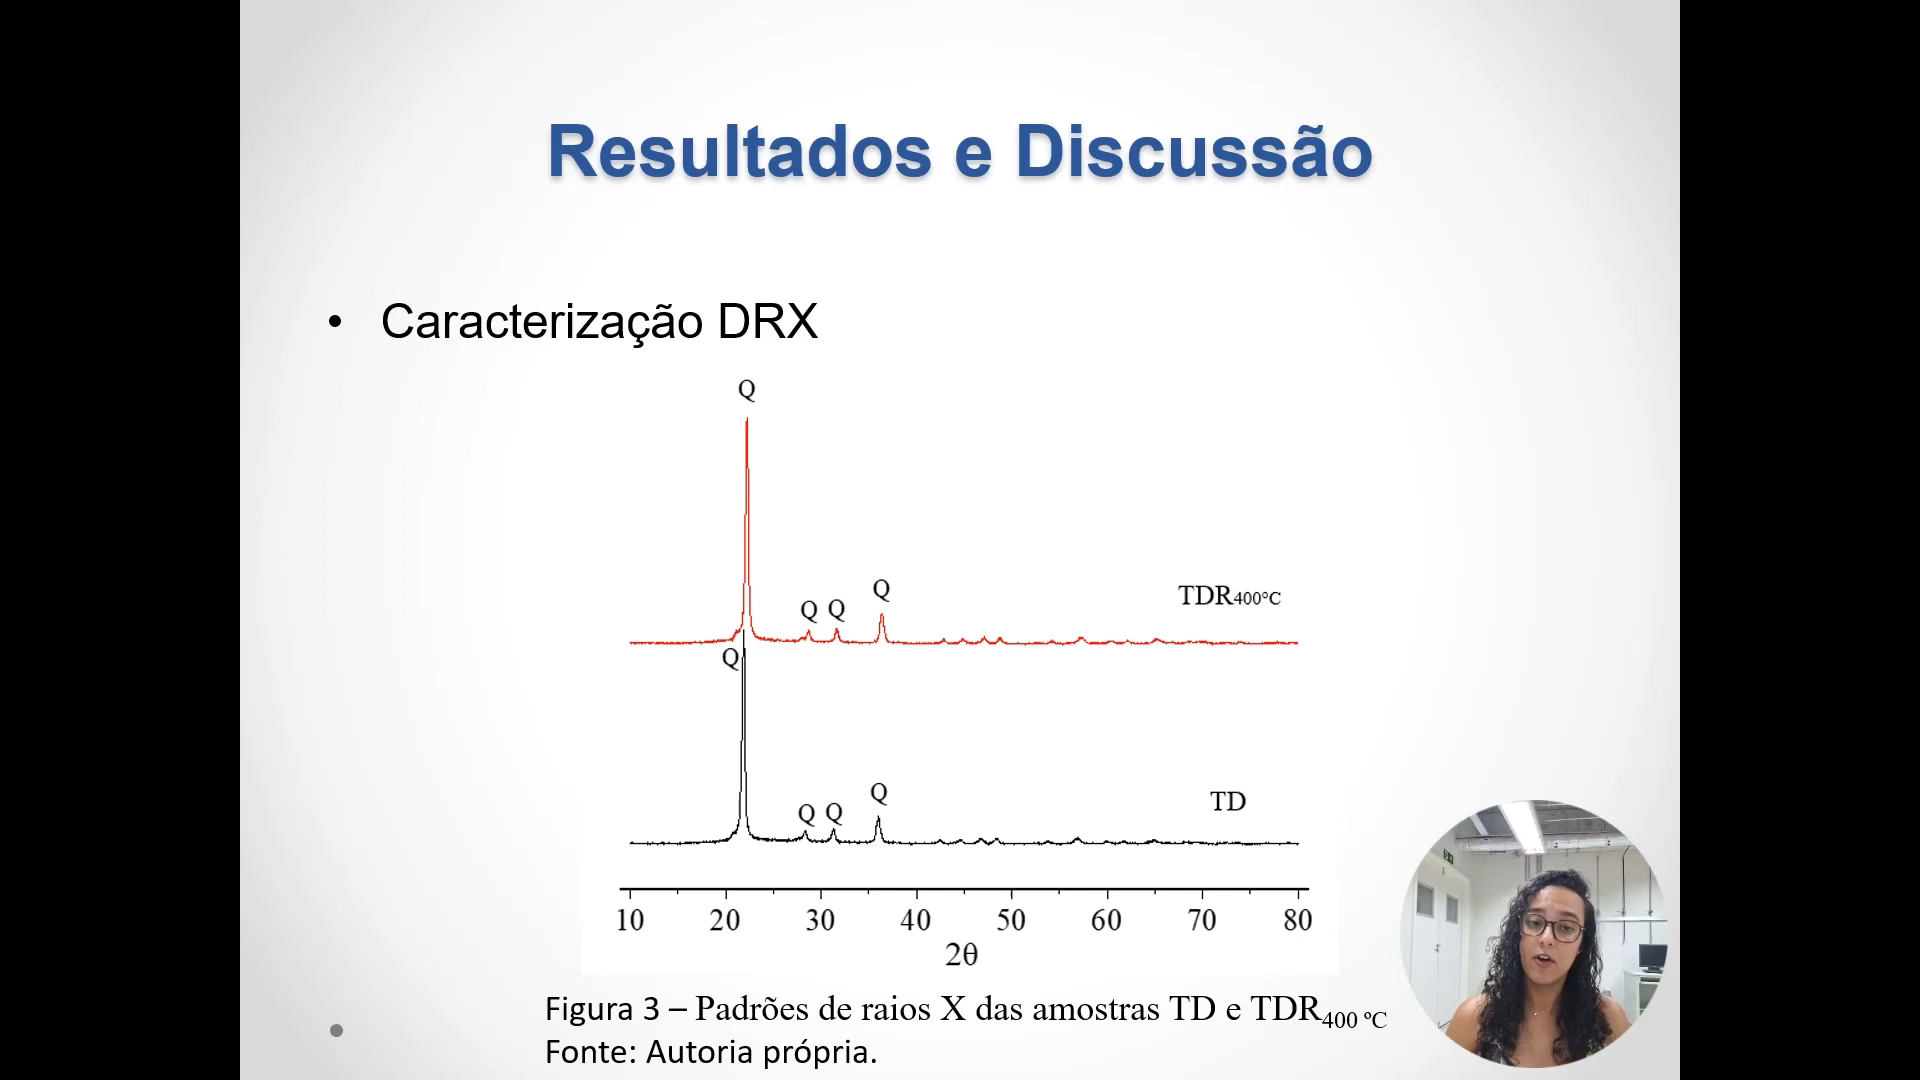 Resultados e Discussão
• Caracterização DRX
Q
Q Q Q
TDR400°C
Q
Q Q Q
TD
10 20 30 40 50 60 70 80
2θ
Figura 3 – Padrões de raios X das amostras TD e TDR400 ºC
Fonte: Autoria própria.